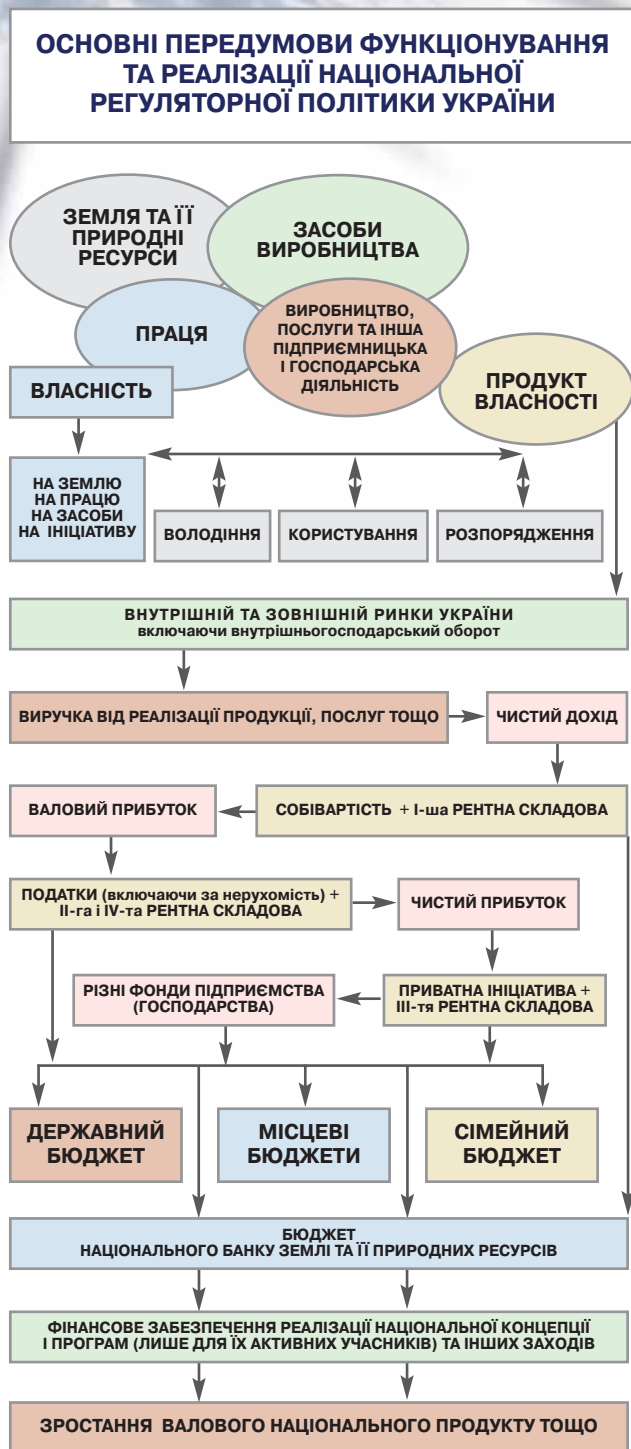 ОСНОВНІ ПЕРЕДУМОВИ ФУНКЦІОНУВАННЯ
ТА РЕАЛІЗАЦІЇ НАЦІОНАЛЬНОЇ
РЕГУЛЯТОРНОЇ ПОЛІТИКИ УКРАЇНИ
ЗЕМЛЯ ТА ЇЇ
ПРИРОДНІ
РЕСУРСИ
ЗАСОБИ
ВИРОБНИЦТВА
ПРАЦЯ
ВИРОБНИЦТВО,
ПОСЛУГИ ТА ІНША
ПІДПРИЄМНИЦЬКА
І ГОСПОДАРСЬКА
ДІЯЛЬНІСТЬ
ПРОДУКТ
ВЛАСНОСТІ
ВЛАСНІСТЬ
НА ЗЕМЛЮ
НА ПРАЦЮ
НА ЗАСОБИ
НА ІНІЦІАТИВУ
ВОЛОДІННЯ
КОРИСТУВАННЯ
РОЗПОРЯДЖЕННЯ
ВНУТРІШНІЙ ТА ЗОВНІШНІЙ РИНКИ УКРАЇНИ
включаючи внутрішньогосподарський оборот
ВИРУЧКА ВІД РЕАЛІЗАЦІЇ ПРОДУКЦІЇ, ПОСЛУГ ТОЩО
ЧИСТИЙ ДОХІД
ВАЛОВИЙ ПРИБУТОК
СОБІВАРТІСТЬ + І-ша РЕНТНА СКЛАДОВА
ПОДАТКИ (включаючи за нерухомість) +
ІІ-га і IV-та РЕНТНА СКЛАДОВА
ЧИСТИЙ ПРИБУТОК
РІЗНІ ФОНДИ ПІДПРИЄМСТВА
(ГОСПОДАРСТВА)
ПРИВАТНА ІНІЦІАТИВА +
ІІІ-тя РЕНТНА СКЛАДОВА
ДЕРЖАВНИЙ
БЮДЖЕТ
МІСЦЕВІ
БЮДЖЕТИ
СІМЕЙНИЙ
БЮДЖЕТ
БЮДЖЕТ
НАЦІОНАЛЬНОГО БАНКУ ЗЕМЛІ ТА ЇЇ ПРИРОДНИХ РЕСУРСІВ
ФІНАНСОВЕ ЗАБЕЗПЕЧЕННЯ РЕАЛІЗАЦІЇ НАЦІОНАЛЬНОЇ КОНЦЕПЦІЇ
І ПРОГРАМ (ЛИШЕ ДЛЯ ЇХ АКТИВНИХ УЧАСНИКІВ) ТА ІНШИХ ЗАХОДІВ
ЗРОСТАННЯ ВАЛОВОГО НАЦІОНАЛЬНОГО ПРОДУКТУ ТОЩО